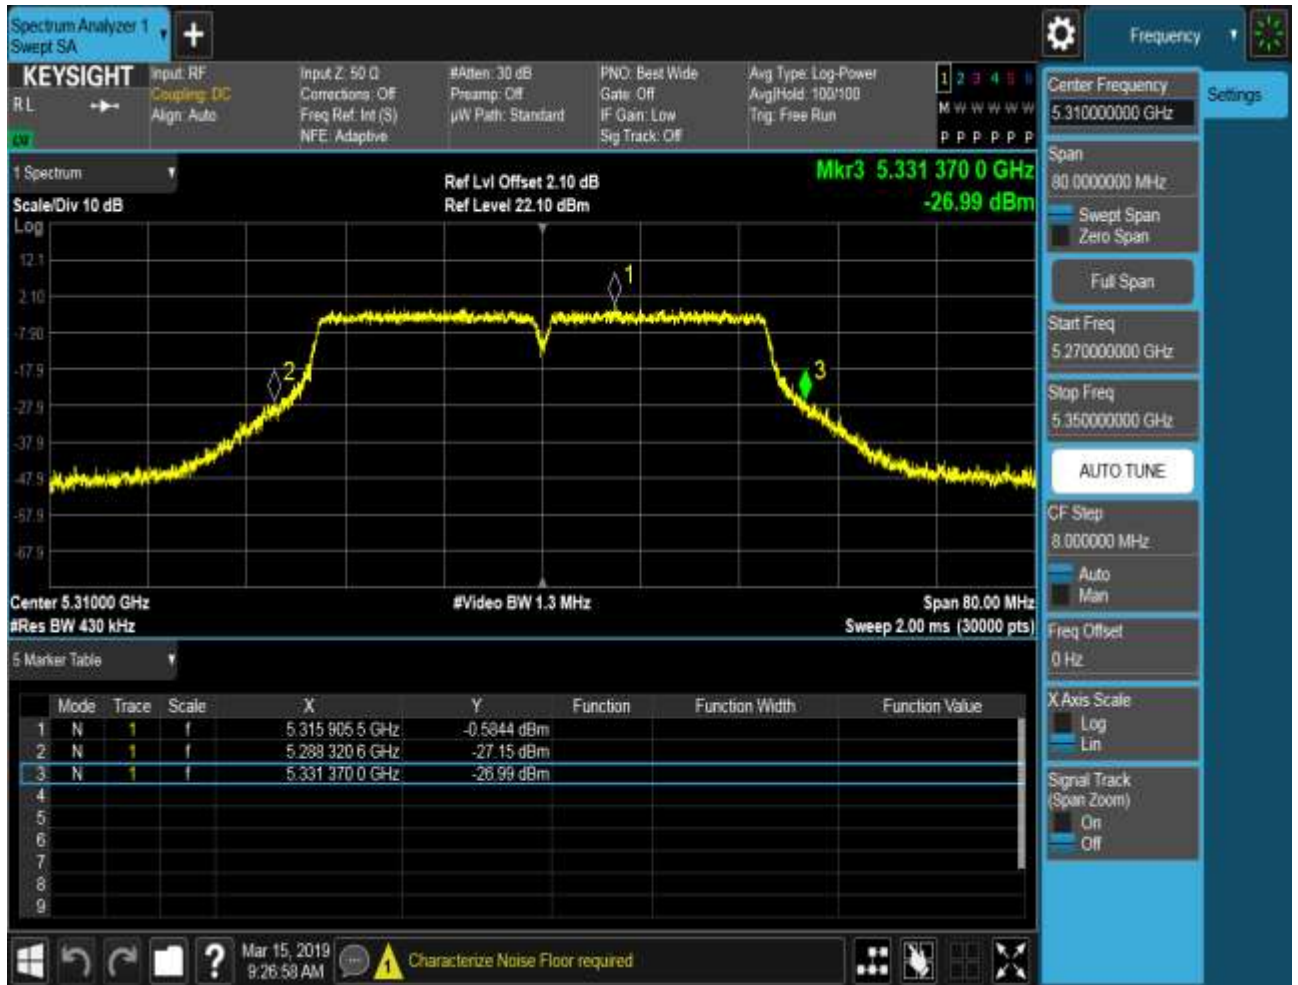 Spectrum Analyzer 1
Swept SA
Frequency
KEYSIGHT
RL
Input: RF
Coupling: DC
Align: Auto
Input Z: 50 Ω
Corrections: Off
Freq Ref: Int (S)
NFE: Adaptive
#Atten: 30 dB
Preamp: Off
µW Path: Standard
PNO: Best Wide
Gate: Off
IF Gain: Low
Sig Track: Off
Avg Type: Log-Power
Avg|Hold: 100/100
Trig: Free Run
1 2 3 4 5 6
M W W W W W
P P P P P P
Center Frequency
5.310000000 GHz
Settings
Span
80.0000000 MHz
Swept Span
Zero Span
Full Span
Start Freq
5.270000000 GHz
Stop Freq
5.350000000 GHz
AUTO TUNE
CF Step
8.000000 MHz
Auto
Man
Freq Offset
0 Hz
X Axis Scale
Log
Lin
Signal Track
(Span Zoom)
On
Off
1 Spectrum
Scale/Div 10 dB
Log
Ref Lvl Offset 2.10 dB
Ref Level 22.10 dBm
Mkr3 5.331 370 0 GHz
-26.99 dBm
12.1
2.10
-7.90
-17.9
-27.9
-37.9
-47.9
-57.9
-67.9
1
2
3
Center 5.31000 GHz
#Video BW 1.3 MHz
Span 80.00 MHz
#Res BW 430 kHz
Sweep 2.00 ms (30000 pts)
5 Marker Table
Mode Trace Scale X Y Function Function Width Function Value
1 N 1 f 5.315 905 5 GHz -0.5844 dBm
2 N 1 f 5.288 320 6 GHz -27.15 dBm
3 N 1 f 5.331 370 0 GHz -26.99 dBm
4
5
6
7
8
9
Mar 15, 2019
9:26:58 AM
1
Characterize Noise Floor required